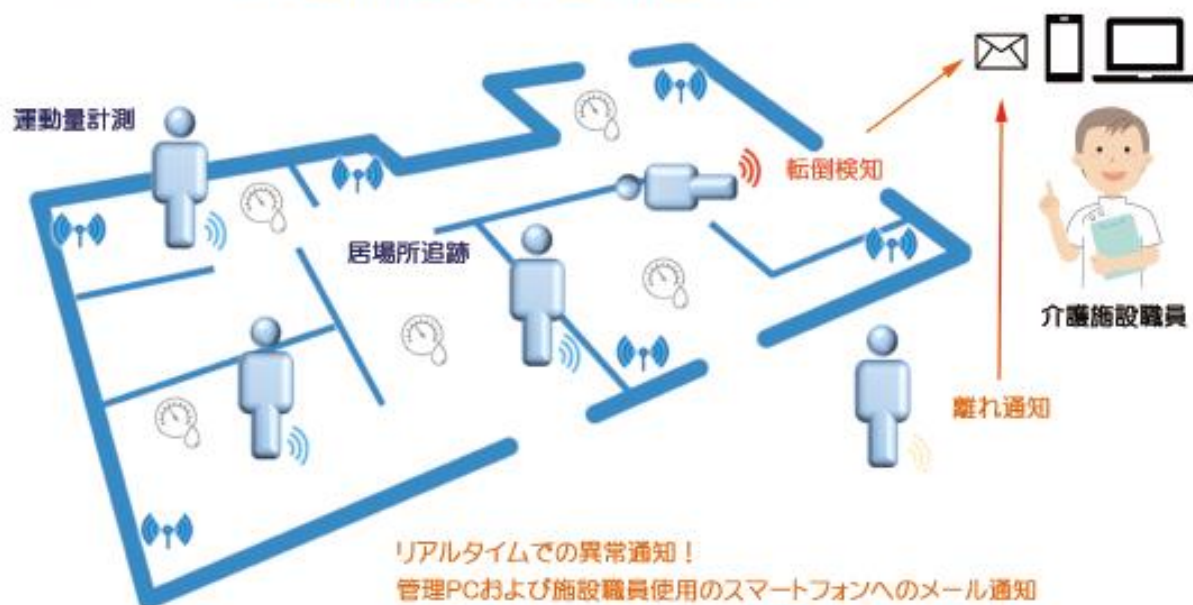 運動量計測
転倒検知
居場所追跡
介護施設職員
離れ通知
リアルタイムでの異常通知！
管理PCおよび施設職員使用のスマートフォンへのメール通知